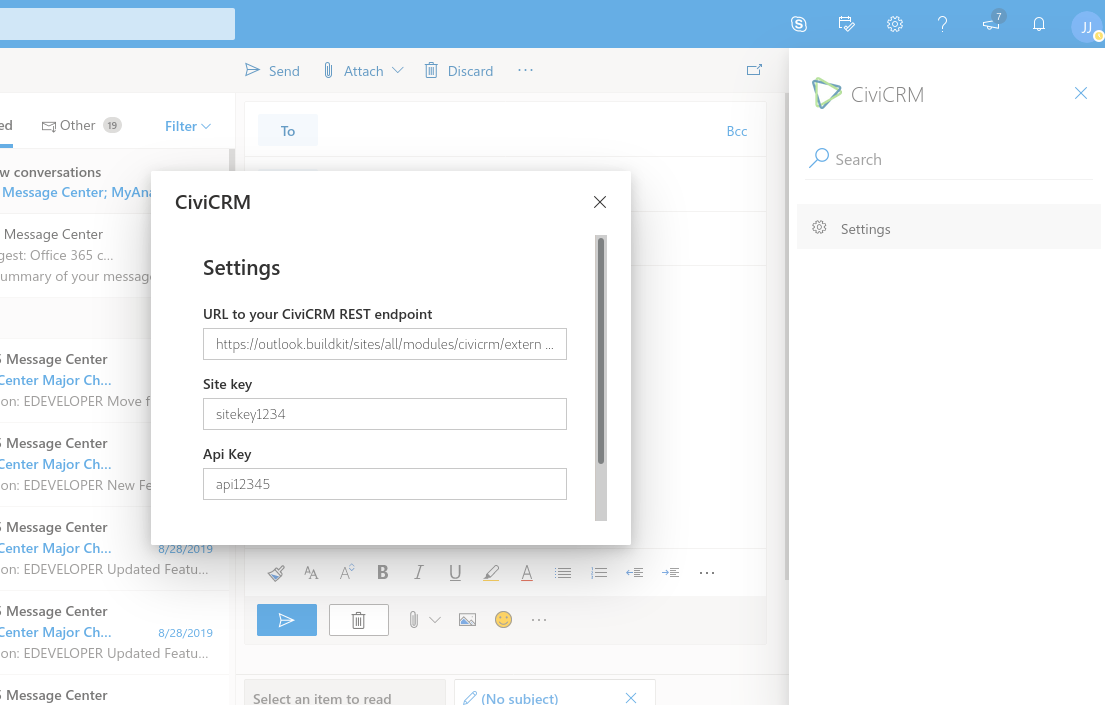 7
JJ
Send
Attach
Discard
CiviCRM
ed
Other 19
Filter
To
Bcc
Search
w conversations
Message Center; MyAna
CiviCRM
Settings
Message Center
gest: Office 365 c...
ummary of your message
Settings
URL to your CiviCRM REST endpoint
https://outlook.buildkit/sites/all/modules/civicrm/extern ...
Site key
sitekey1234
Api Key
api12345
5 Message Center
Center Major Ch...
on: EDEVELOPER Move f
5 Message Center
Center Major Ch...
on: EDEVELOPER New Fe
5 Message Center
Center Major Ch...
8/28/2019
on: EDEVELOPER Updated Featu...
5 Message Center
Center Major Ch...
8/28/2019
on: EDEVELOPER Updated Featu...
5 Message Center
Select an item to read
(No subject)